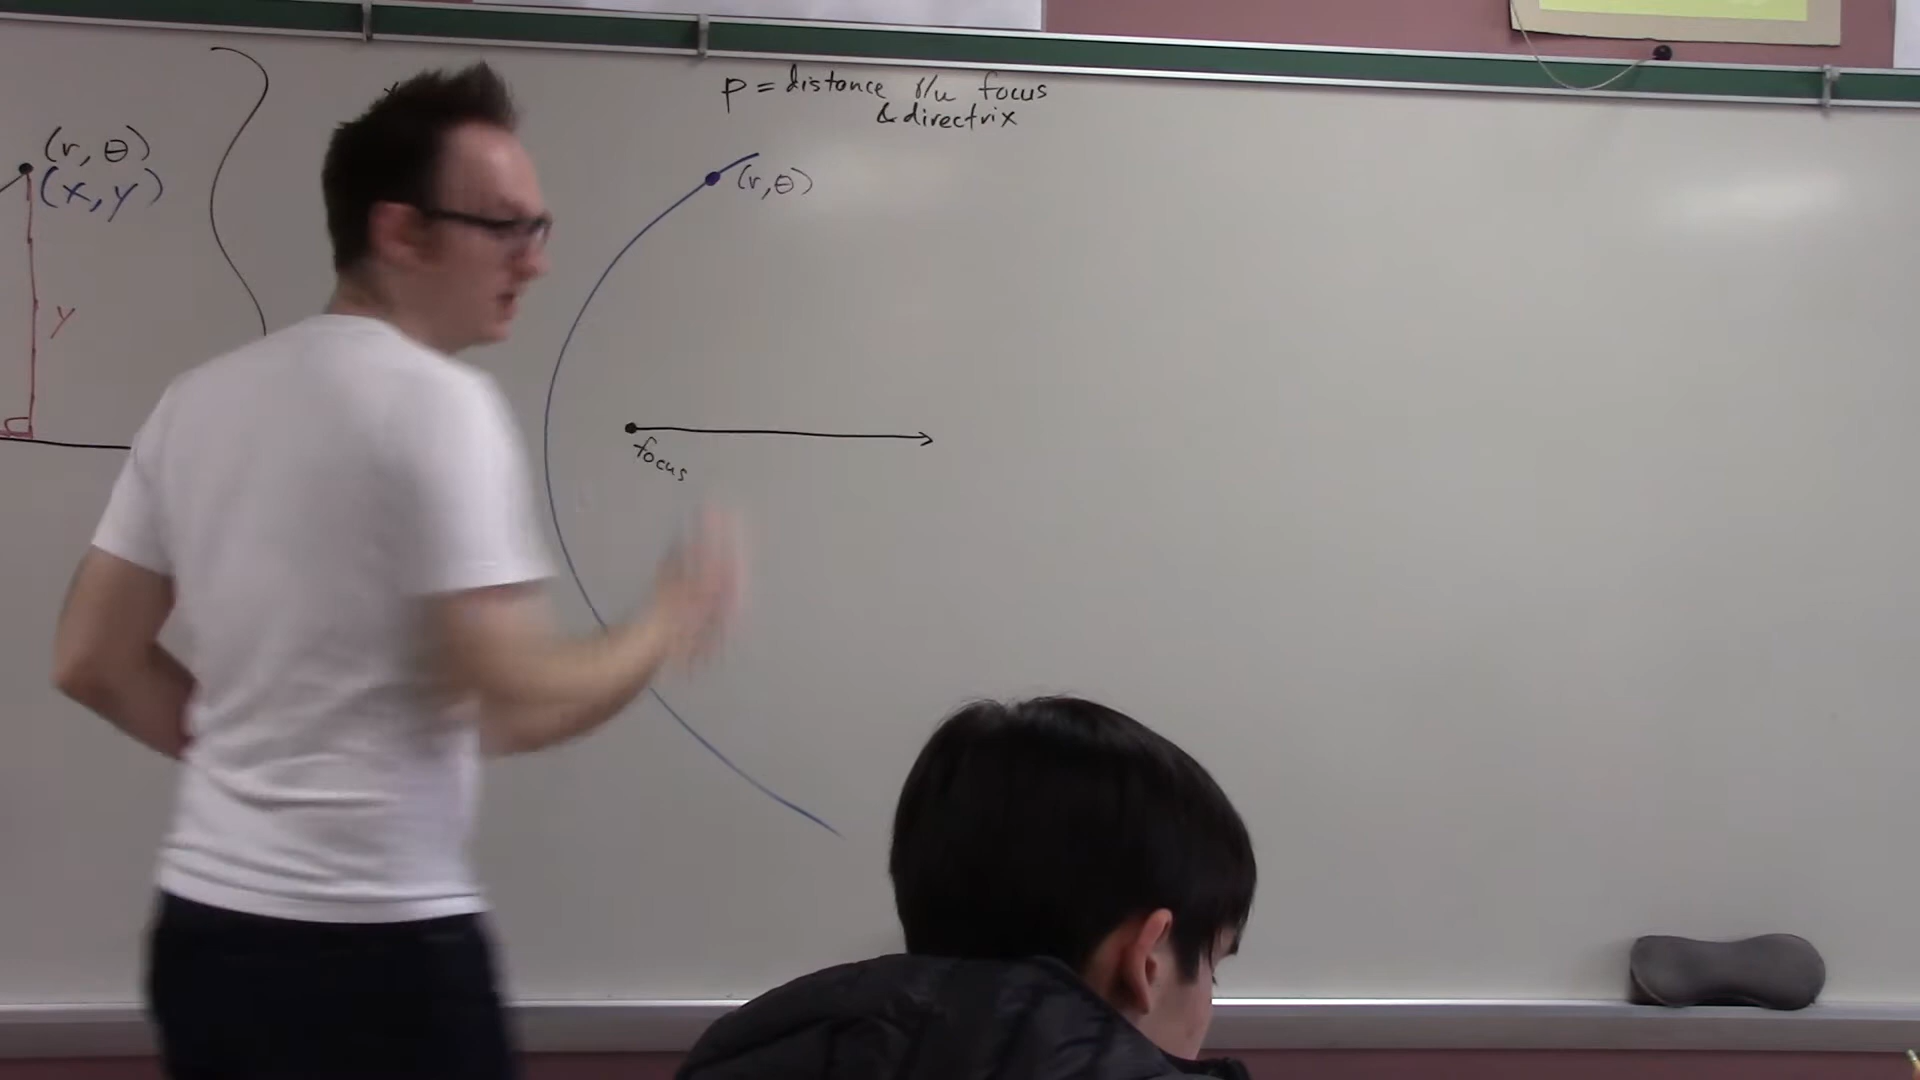 (r, θ)
(x, y)
y
p = distance b/w focus
& directrix
(r, θ)
focus